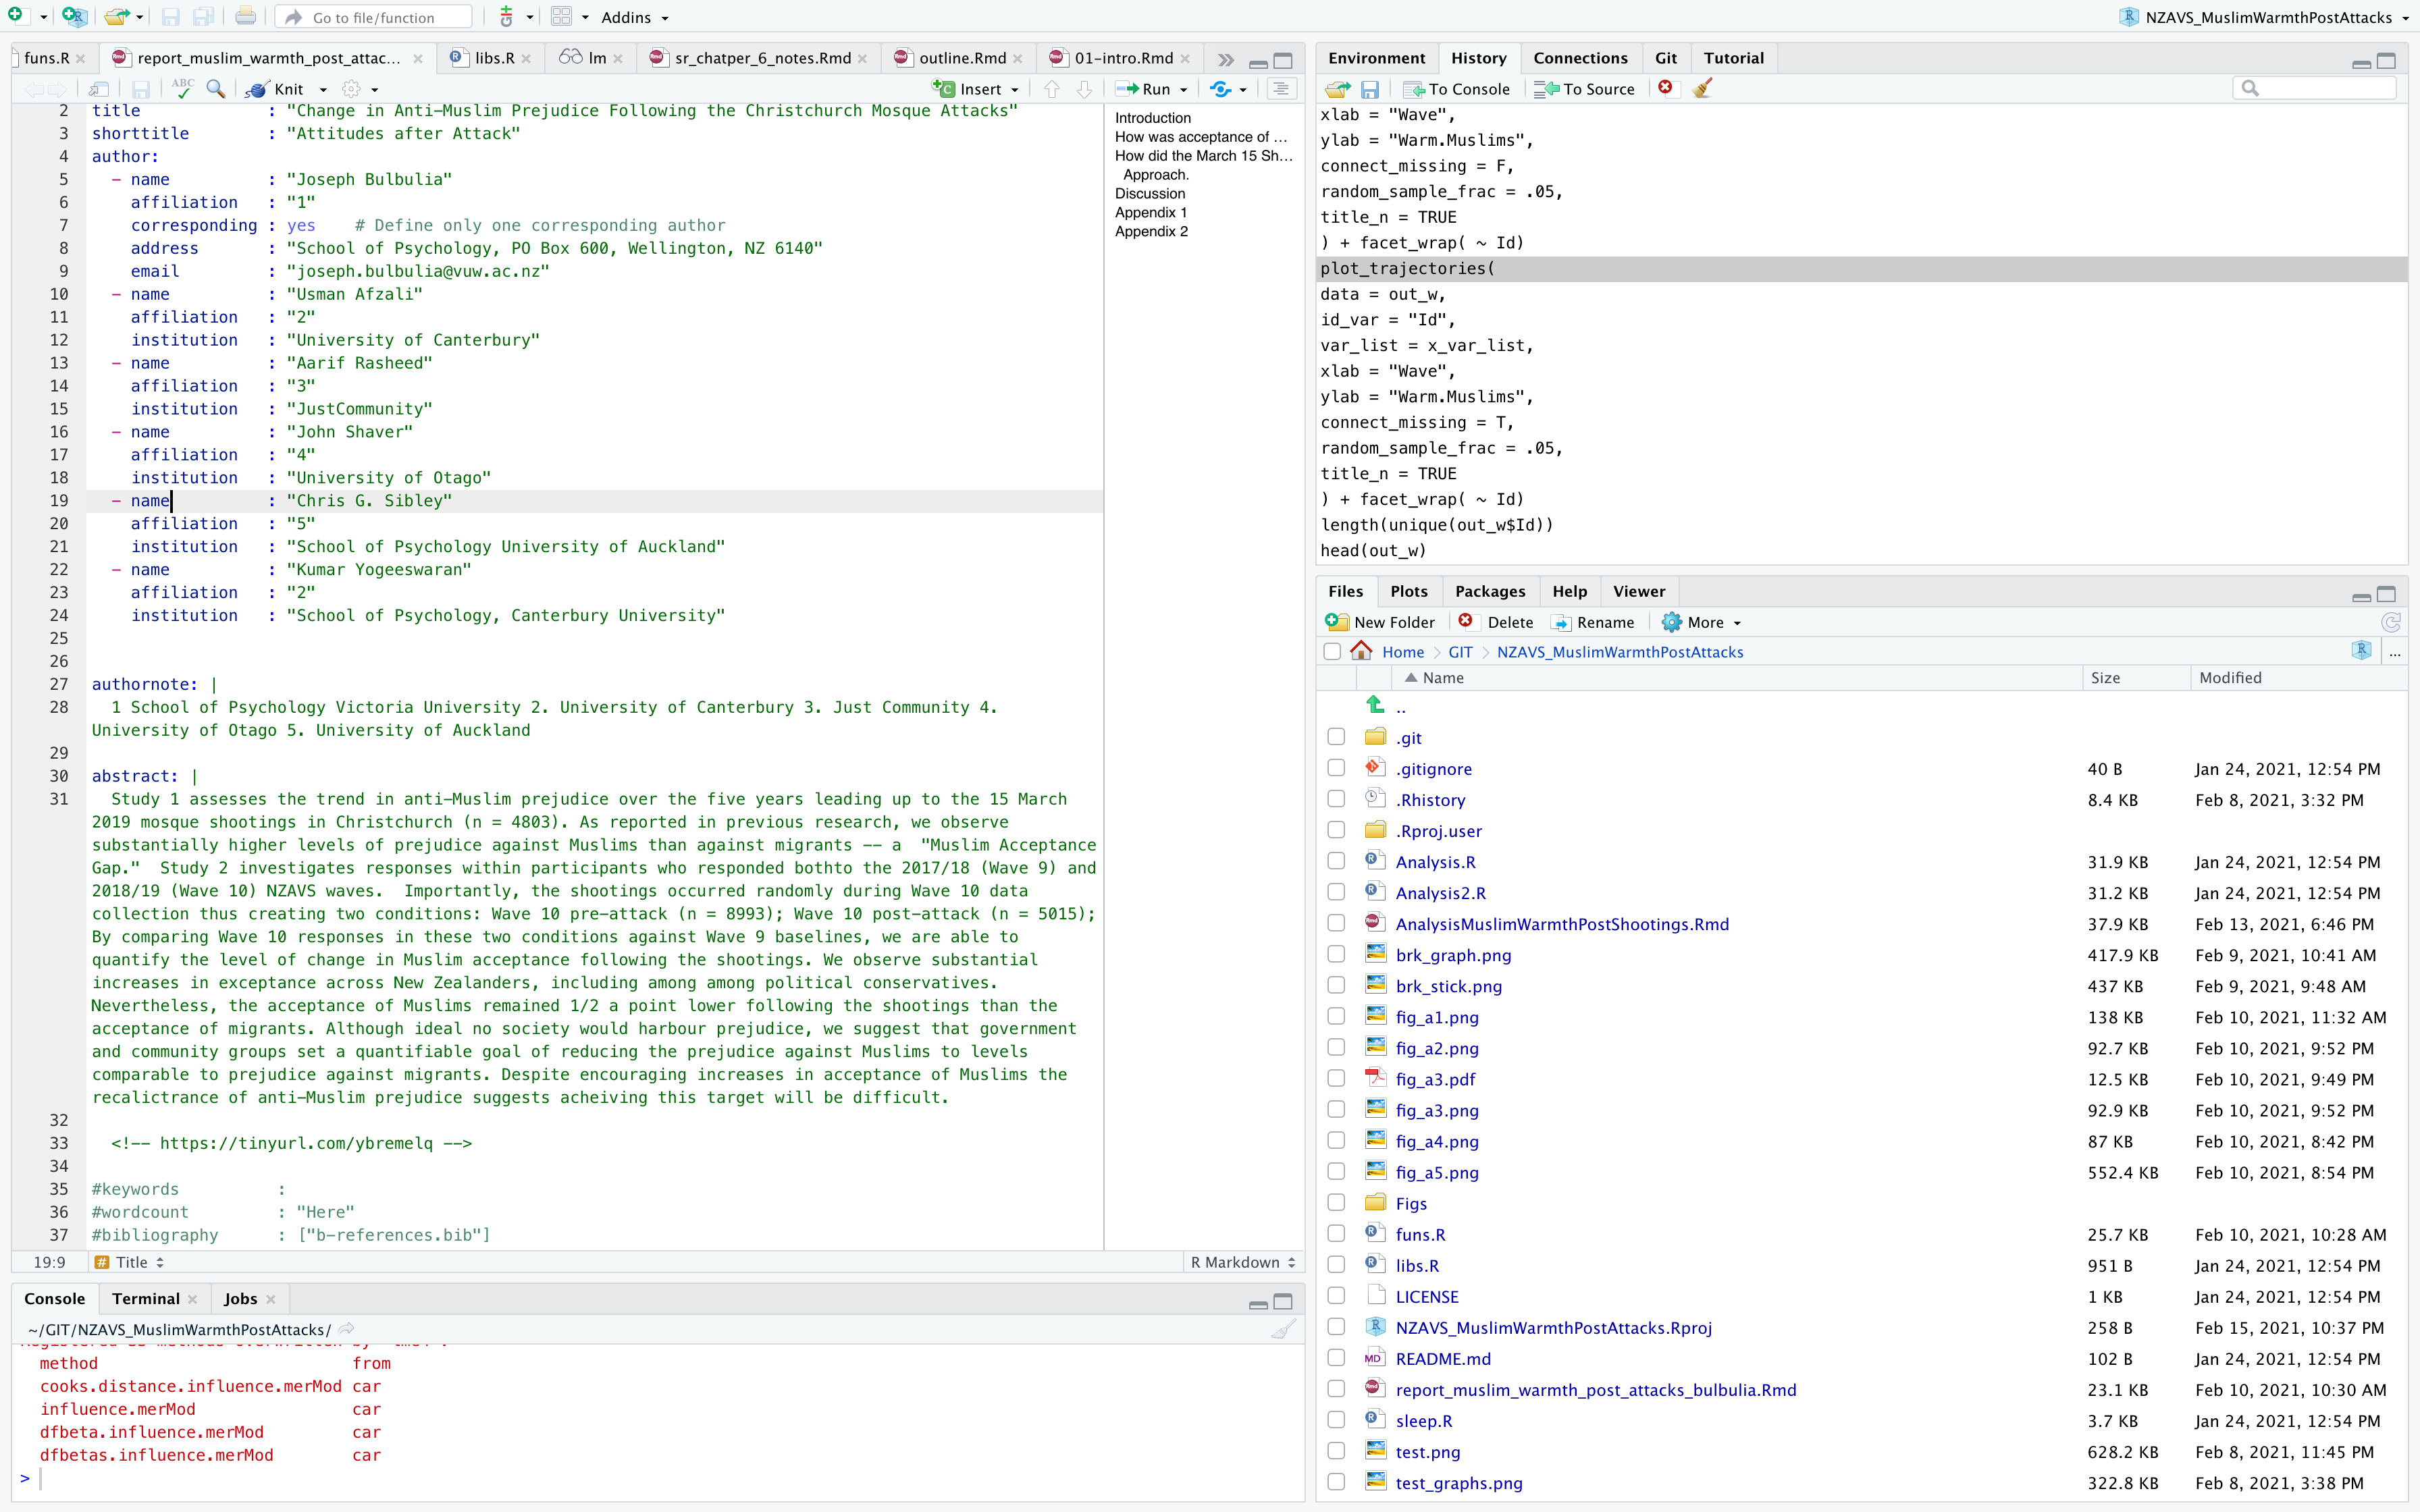 Go to file/function
Addins
NZAVS_MuslimWarmthPostAttacks
funs.R
report_muslim_warmth_post_attac...
libs.R
lm
sr_chatper_6_notes.Rmd
outline.Rmd
01-intro.Rmd
ABC
Knit
Insert
Run
2 title : "Change in Anti-Muslim Prejudice Following the Christchurch Mosque Attacks"
3 shorttitle : "Attitudes after Attack"
4 author:
5 - name : "Joseph Bulbulia"
6 affiliation : "1"
7 corresponding : yes # Define only one corresponding author
8 address : "School of Psychology, PO Box 600, Wellington, NZ 6140"
9 email : "joseph.bulbulia@vuw.ac.nz"
10 - name : "Usman Afzali"
11 affiliation : "2"
12 institution : "University of Canterbury"
13 - name : "Aarif Rasheed"
14 affiliation : "3"
15 institution : "JustCommunity"
16 - name : "John Shaver"
17 affiliation : "4"
18 institution : "University of Otago"
19 - name : "Chris G. Sibley"
20 affiliation : "5"
21 institution : "School of Psychology University of Auckland"
22 - name : "Kumar Yogeeswaran"
23 affiliation : "2"
24 institution : "School of Psychology, Canterbury University"
25
26
27 authornote: |
28 1 School of Psychology Victoria University 2. University of Canterbury 3. Just Community 4.
University of Otago 5. University of Auckland
29
30 abstract: |
31 Study 1 assesses the trend in anti-Muslim prejudice over the five years leading up to the 15 March
2019 mosque shootings in Christchurch (n = 4803). As reported in previous research, we observe
substantially higher levels of prejudice against Muslims than against migrants -- a "Muslim Acceptance
Gap." Study 2 investigates responses within participants who responded bothto the 2017/18 (Wave 9) and
2018/19 (Wave 10) NZAVS waves. Importantly, the shootings occurred randomly during Wave 10 data
collection thus creating two conditions: Wave 10 pre-attack (n = 8993); Wave 10 post-attack (n = 5015);
By comparing Wave 10 responses in these two conditions against Wave 9 baselines, we are able to
quantify the level of change in Muslim acceptance following the shootings. We observe substantial
increases in exceptance across New Zealanders, including among among political conservatives.
Nevertheless, the acceptance of Muslims remained 1/2 a point lower following the shootings than the
acceptance of migrants. Although ideal no society would harbour prejudice, we suggest that government
and community groups set a quantifiable goal of reducing the prejudice against Muslims to levels
comparable to prejudice against migrants. Despite encouraging increases in acceptance of Muslims the
recalictrance of anti-Muslim prejudice suggests acheiving this target will be difficult.
32
33 <!-- https://tinyurl.com/ybremelq -->
34
35 #keywords :
36 #wordcount : "Here"
37 #bibliography : ["b-references.bib"]
Introduction
How was acceptance of ...
How did the March 15 Sh...
Approach.
Discussion
Appendix 1
Appendix 2
19:9
# Title
R Markdown
Console
Terminal
Jobs
~/GIT/NZAVS_MuslimWarmthPostAttacks/
method from
cooks.distance.influence.merMod car
influence.merMod car
dfbeta.influence.merMod car
dfbetas.influence.merMod car
>
Environment
History
Connections
Git
Tutorial
To Console
To Source
xlab = "Wave",
ylab = "Warm.Muslims",
connect_missing = F,
random_sample_frac = .05,
title_n = TRUE
) + facet_wrap( ~ Id)
plot_trajectories(
data = out_w,
id_var = "Id",
var_list = x_var_list,
xlab = "Wave",
ylab = "Warm.Muslims",
connect_missing = T,
random_sample_frac = .05,
title_n = TRUE
) + facet_wrap( ~ Id)
length(unique(out_w$Id))
head(out_w)
Files
Plots
Packages
Help
Viewer
New Folder
Delete
Rename
More
Home > GIT > NZAVS_MuslimWarmthPostAttacks
R
...
Name Size Modified
..
.git
.gitignore 40 B Jan 24, 2021, 12:54 PM
.Rhistory 8.4 KB Feb 8, 2021, 3:32 PM
.Rproj.user
Analysis.R 31.9 KB Jan 24, 2021, 12:54 PM
Analysis2.R 31.2 KB Jan 24, 2021, 12:54 PM
AnalysisMuslimWarmthPostShootings.Rmd 37.9 KB Feb 13, 2021, 6:46 PM
brk_graph.png 417.9 KB Feb 9, 2021, 10:41 AM
brk_stick.png 437 KB Feb 9, 2021, 9:48 AM
fig_a1.png 138 KB Feb 10, 2021, 11:32 AM
fig_a2.png 92.7 KB Feb 10, 2021, 9:52 PM
fig_a3.pdf 12.5 KB Feb 10, 2021, 9:49 PM
fig_a3.png 92.9 KB Feb 10, 2021, 9:52 PM
fig_a4.png 87 KB Feb 10, 2021, 8:42 PM
fig_a5.png 552.4 KB Feb 10, 2021, 8:54 PM
Figs
funs.R 25.7 KB Feb 10, 2021, 10:28 AM
libs.R 951 B Jan 24, 2021, 12:54 PM
LICENSE 1 KB Jan 24, 2021, 12:54 PM
NZAVS_MuslimWarmthPostAttacks.Rproj 258 B Feb 15, 2021, 10:37 PM
README.md 102 B Jan 24, 2021, 12:54 PM
report_muslim_warmth_post_attacks_bulbulia.Rmd 23.1 KB Feb 10, 2021, 10:30 AM
sleep.R 3.7 KB Jan 24, 2021, 12:54 PM
test.png 628.2 KB Feb 8, 2021, 11:45 PM
test_graphs.png 322.8 KB Feb 8, 2021, 3:38 PM